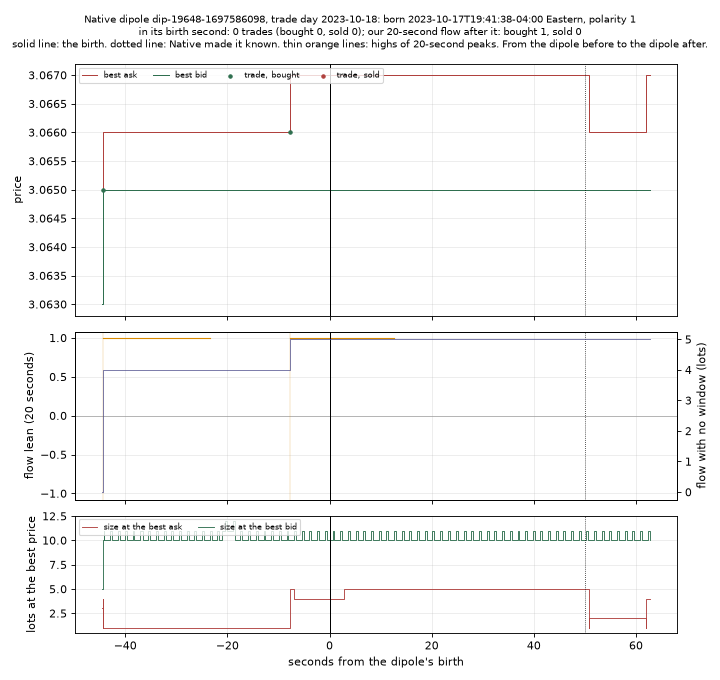 Native dipole dip-19648-1697586098, trade day 2023-10-18: born 2023-10-17T19:41:38-04:00 Eastern, polarity 1
in its birth second: 0 trades (bought 0, sold 0); our 20-second flow after it: bought 1, sold 0
solid line: the birth. dotted line: Native made it known. thin orange lines: highs of 20-second peaks. From the dipole before to the dipole after.
best ask best bid trade, bought trade, sold
3.0670
3.0665
3.0660
3.0655
3.0650
3.0645
3.0640
3.0635
3.0630
price
1.0
0.5
0.0
−0.5
−1.0
flow lean (20 seconds)
5
4
3
2
1
0
flow with no window (lots)
size at the best ask size at the best bid
12.5
10.0
7.5
5.0
2.5
lots at the best price
−40 −20 0 20 40 60
seconds from the dipole's birth